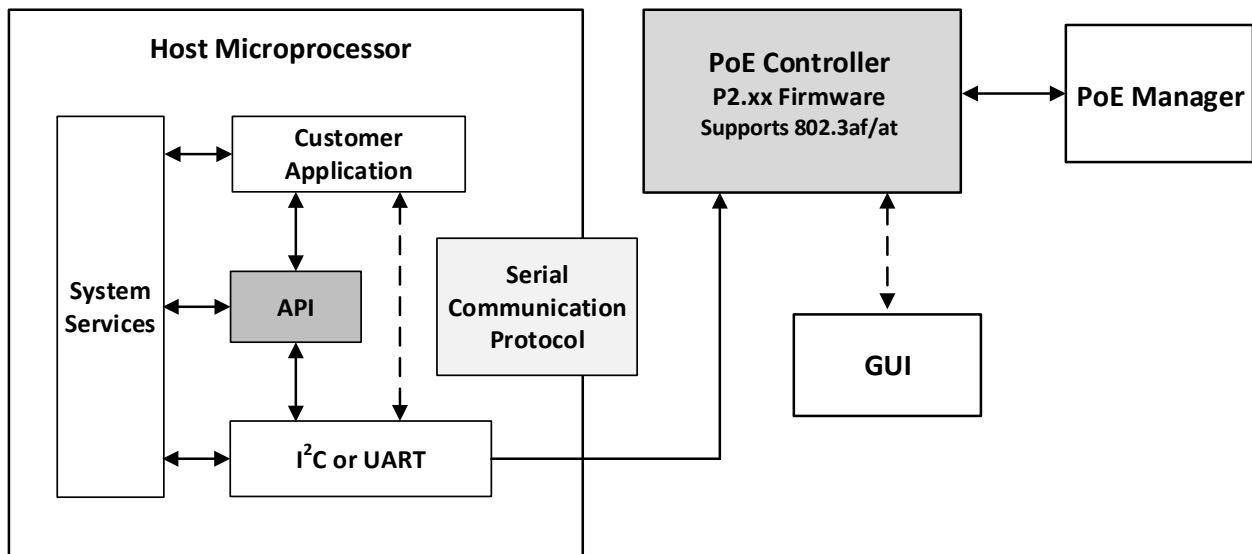 Host Microprocessor
System
Services
Customer
Application
API
I²C or UART
Serial
Communication
Protocol
PoE Controller
P2.xx Firmware
Supports 802.3af/at
PoE Manager
GUI